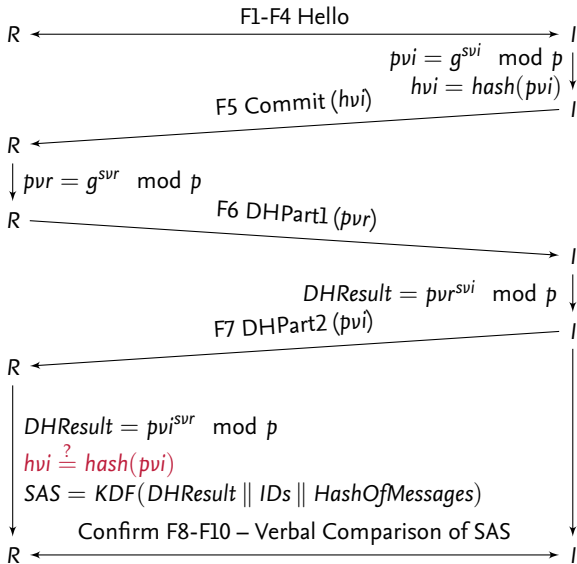 F1-F4 Hello
R I
pvi = g^svi mod p
hvi = hash(pvi)
F5 Commit (hvi)
I
R
pvr = g^svr mod p
F6 DHPart1 (pvr)
R
I
DHResult = pvr^svi mod p
F7 DHPart2 (pvi)
I
R
DHResult = pvi^svr mod p
hvi ≟ hash(pvi)
SAS = KDF(DHResult ∥ IDs ∥ HashOfMessages)
Confirm F8-F10 – Verbal Comparison of SAS
R I